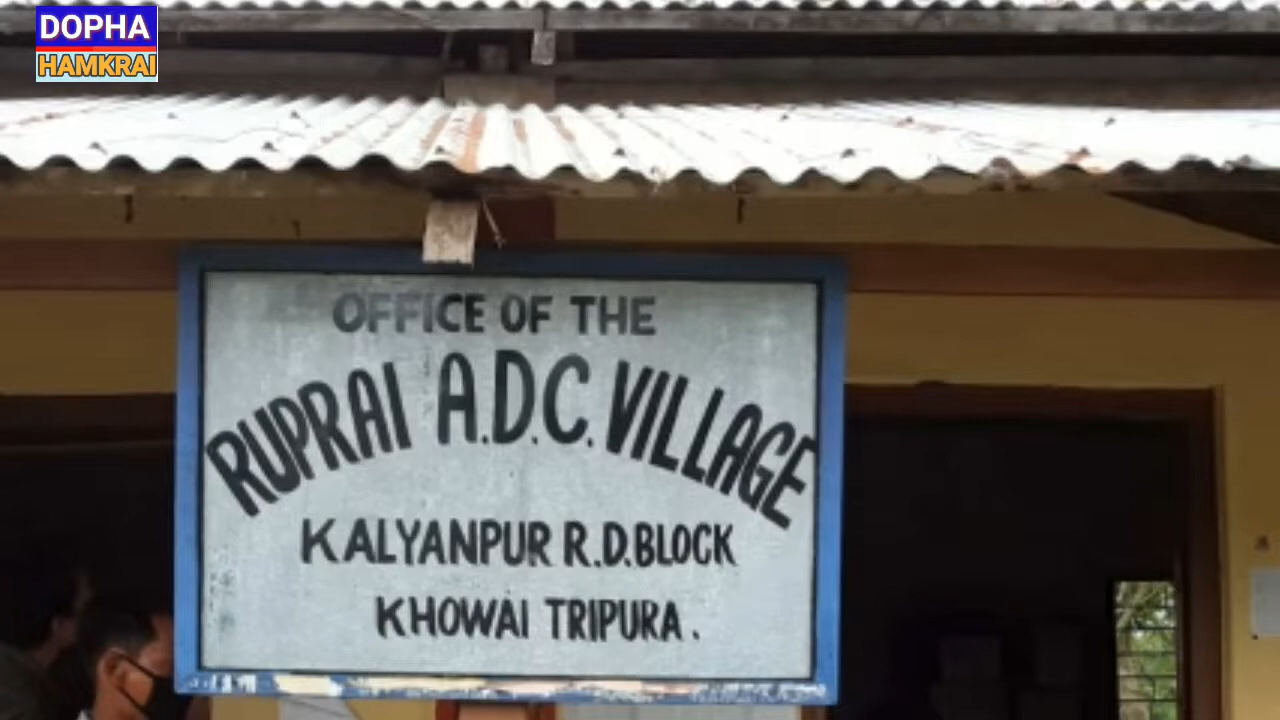 DOPHA
HAMKRAI
OFFICE OF THE
RUPRAI A.D.C. VILLAGE
KALYANPUR R.D.BLOCK
KHOWAI TRIPURA.